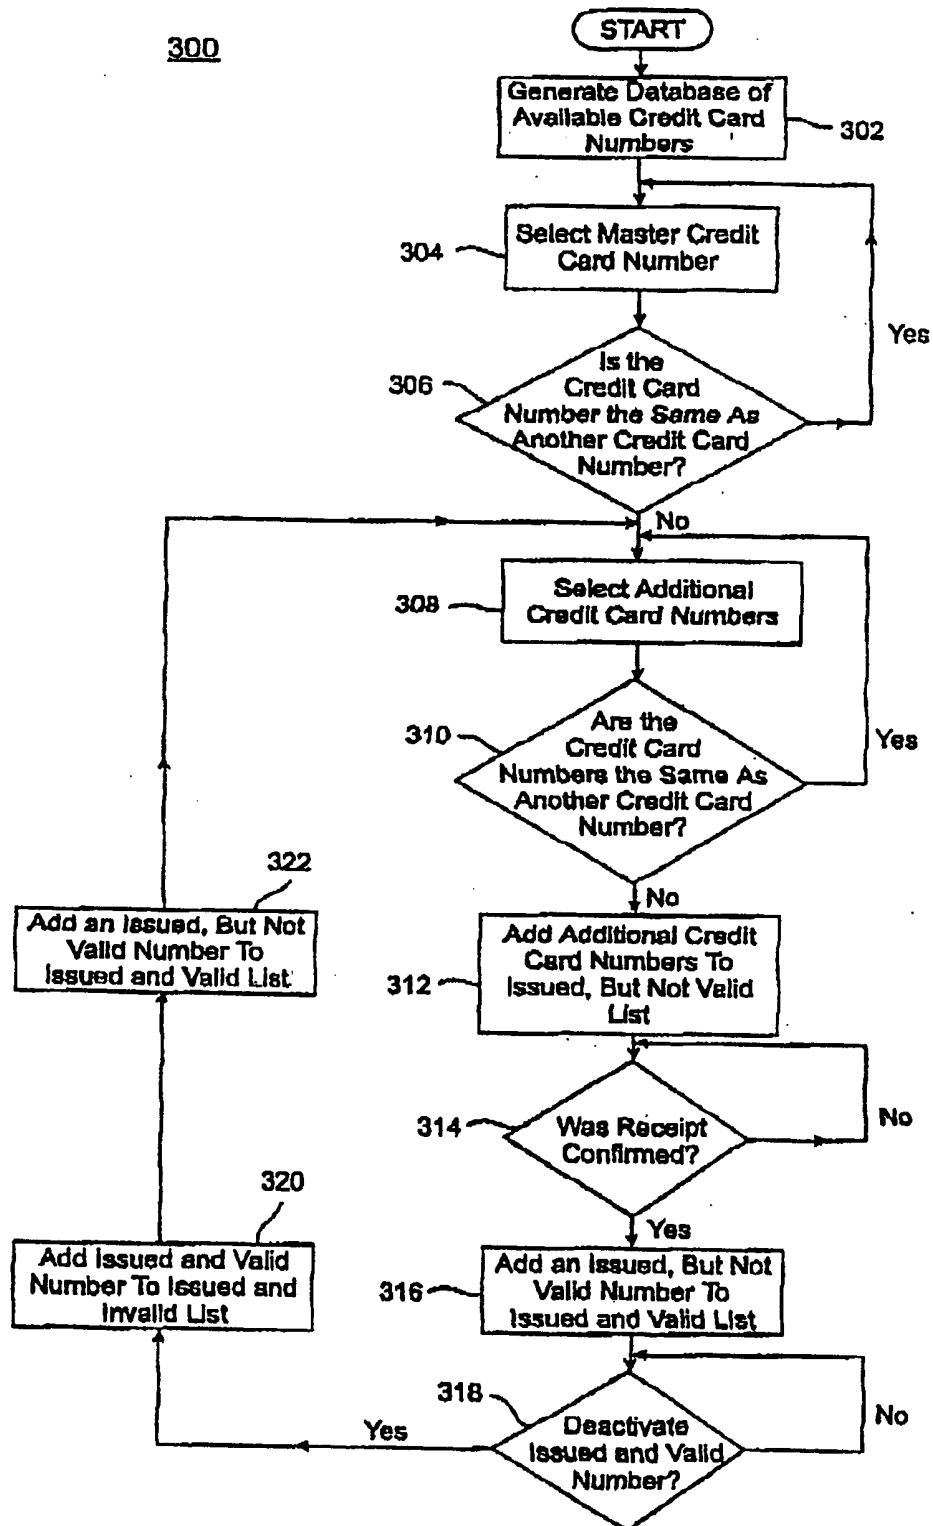 300
START
Generate Database of
Available Credit Card
Numbers
302
304
Select Master Credit
Card Number
Yes
306
Is the
Credit Card
Number the Same As
Another Credit Card
Number?
No
308
Select Additional
Credit Card Numbers
310
Are the
Credit Card
Numbers the Same As
Another Credit Card
Number?
Yes
No
322
Add an Issued, But Not
Valid Number To
Issued and Valid List
312
Add Additional Credit
Card Numbers To
Issued, But Not Valid
List
314
Was Receipt
Confirmed?
No
Yes
320
Add Issued and Valid
Number To Issued and
Invalid List
316
Add an Issued, But Not
Valid Number To
Issued and Valid List
318
Deactivate
Issued and Valid
Number?
No
Yes